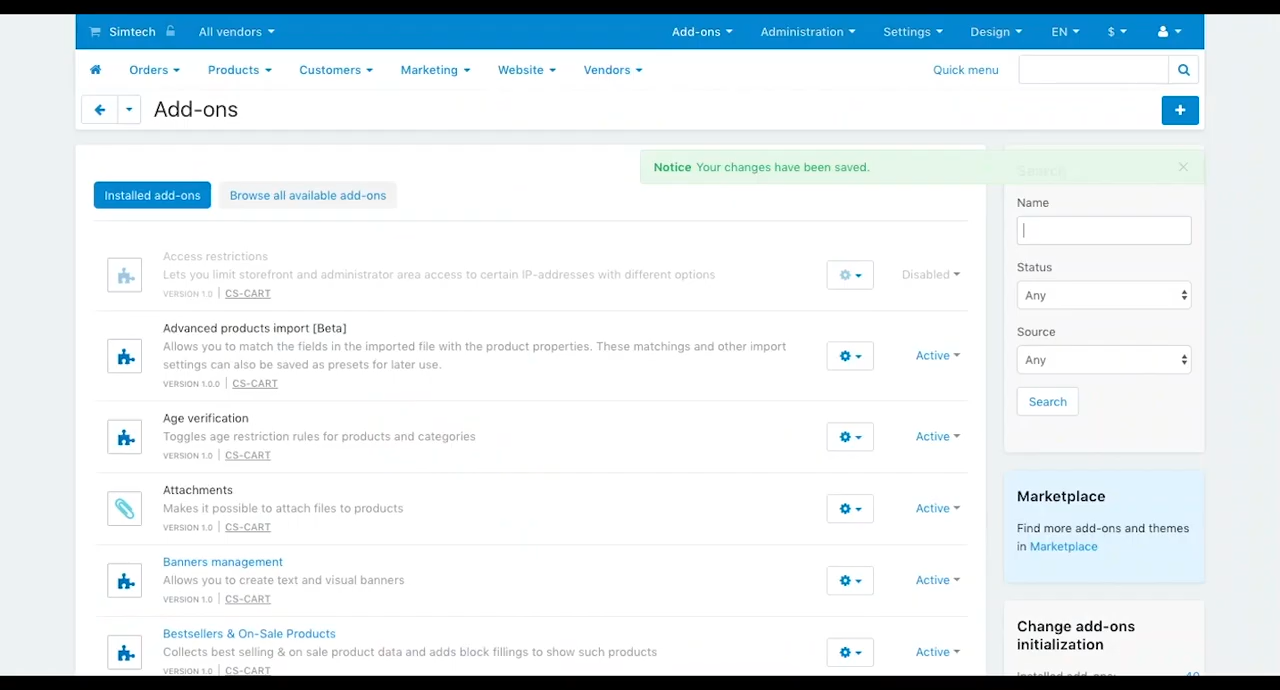 Simtech All vendors Add-ons Administration Settings Design EN $
Orders Products Customers Marketing Website Vendors Quick menu
Add-ons
Notice Your changes have been saved.
Installed add-ons Browse all available add-ons
Search
Name
Status
Any
Source
Any
Search
Access restrictions
Lets you limit storefront and administrator area access to certain IP-addresses with different options
VERSION 1.0 | CS-CART
Disabled
Advanced products import [Beta]
Allows you to match the fields in the imported file with the product properties. These matchings and other import
settings can also be saved as presets for later use.
VERSION 1.0.0 | CS-CART
Active
Age verification
Toggles age restriction rules for products and categories
VERSION 1.0 | CS-CART
Active
Attachments
Makes it possible to attach files to products
VERSION 1.0 | CS-CART
Active
Banners management
Allows you to create text and visual banners
VERSION 1.0 | CS-CART
Active
Bestsellers & On-Sale Products
Collects best selling & on sale product data and adds block fillings to show such products
VERSION 1.0 | CS-CART
Active
Marketplace
Find more add-ons and themes
in Marketplace
Change add-ons
initialization
Installed add-ons: